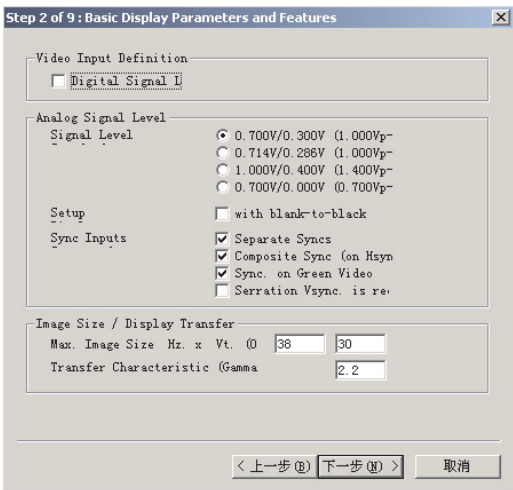 Step 2 of 9 : Basic Display Parameters and Features
Video Input Definition
Digital Signal L
Analog Signal Level
Signal Level
0.700V/0.300V (1.000Vp-
0.714V/0.286V (1.000Vp-
1.000V/0.400V (1.400Vp-
0.700V/0.000V (0.700Vp-
Setup
with blank-to-black
Sync Inputs
Separate Syncs
Composite Sync (on Hsyn
Sync. on Green Video
Serration Vsync. is re
Image Size / Display Transfer
Max. Image Size Hz. x Vt. (0 38 30
Transfer Characteristic (Gamma 2.2
< 上一步(B) 下一步(N) > 取消